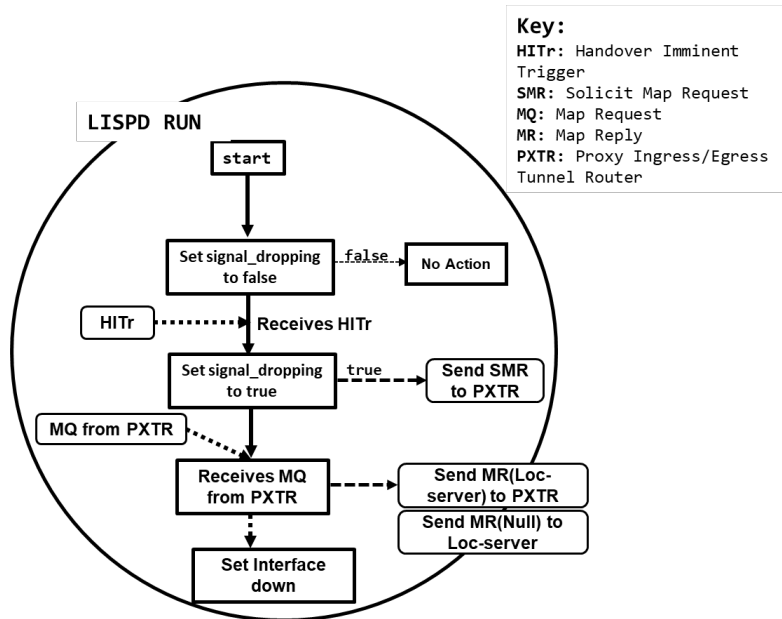 Key:
HITr: Handover Imminent
Trigger
SMR: Solicit Map Request
MQ: Map Request
MR: Map Reply
PXTR: Proxy Ingress/Egress
Tunnel Router
LISPD RUN
start
Set signal_dropping
to false
false
No Action
HITr
Receives HITr
Set signal_dropping
to true
true
Send SMR
to PXTR
MQ from PXTR
Receives MQ
from PXTR
Send MR(Loc-
server) to PXTR
Send MR(Null) to
Loc-server
Set Interface
down